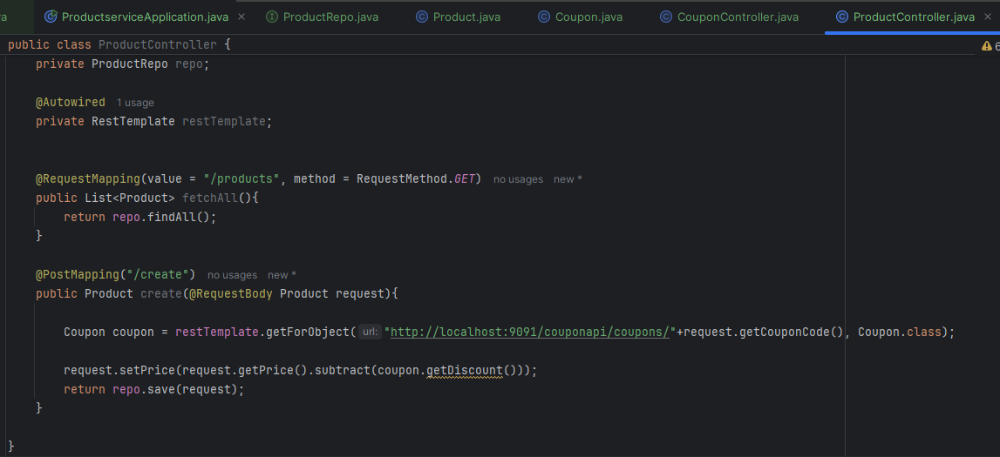 va ProductserviceApplication.java ProductRepo.java Product.java Coupon.java CouponController.java ProductController.java
public class ProductController { 6
private ProductRepo repo;
@Autowired 1 usage
private RestTemplate restTemplate;
@RequestMapping(value = "/products", method = RequestMethod.GET) no usages new *
public List<Product> fetchAll(){
return repo.findAll();
}
@PostMapping("/create") no usages new *
public Product create(@RequestBody Product request){
Coupon coupon = restTemplate.getForObject( url: "http://localhost:9091/couponapi/coupons/"+request.getCouponCode(), Coupon.class);
request.setPrice(request.getPrice().subtract(coupon.getDiscount()));
return repo.save(request);
}
}